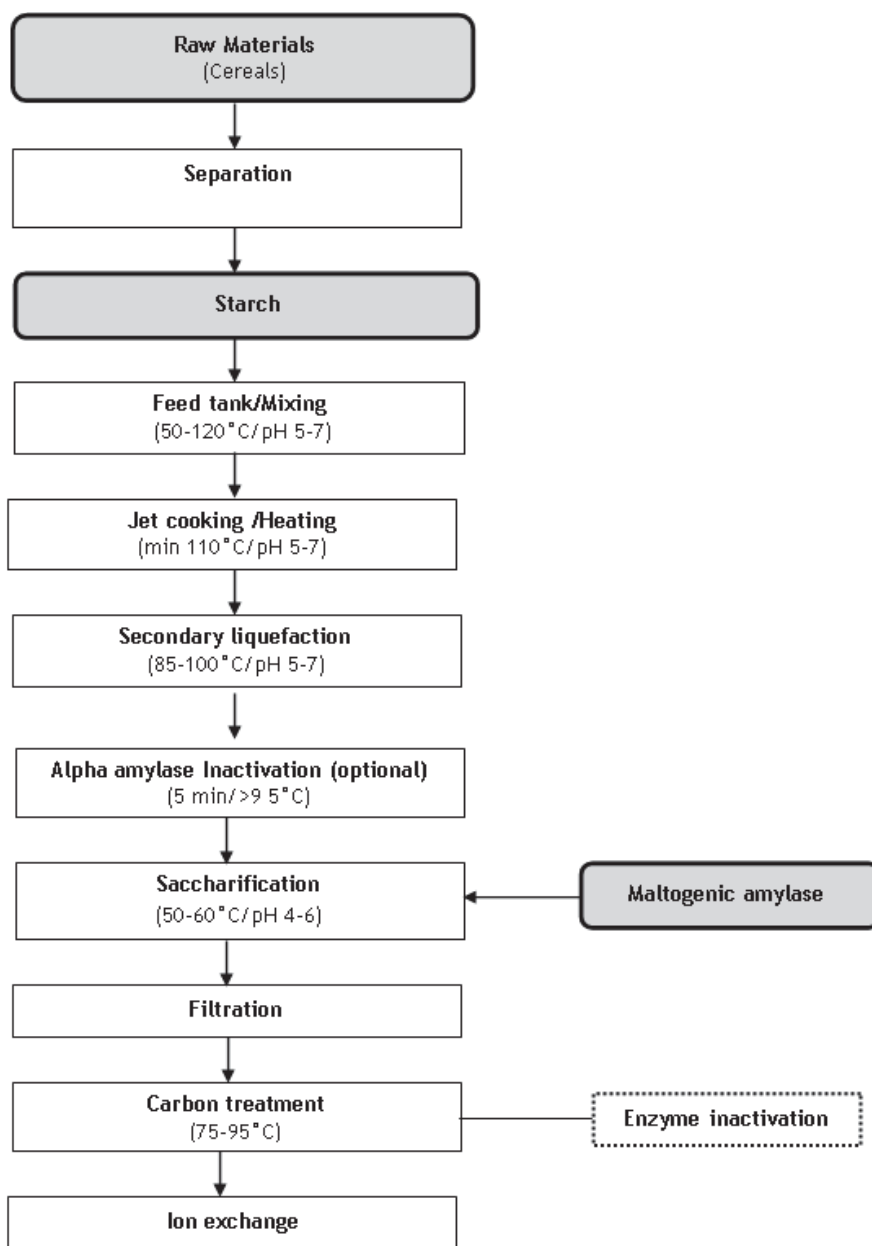 Raw Materials
(Cereals)
Separation
Starch
Feed tank/Mixing
(50-120°C/pH 5-7)
Jet cooking /Heating
(min 110°C/pH 5-7)
Secondary liquefaction
(85-100°C/pH 5-7)
Alpha amylase Inactivation (optional)
(5 min/>9 5°C)
Saccharification
(50-60°C/pH 4-6)
Maltogenic amylase
Filtration
Carbon treatment
(75-95°C)
Enzyme inactivation
Ion exchange